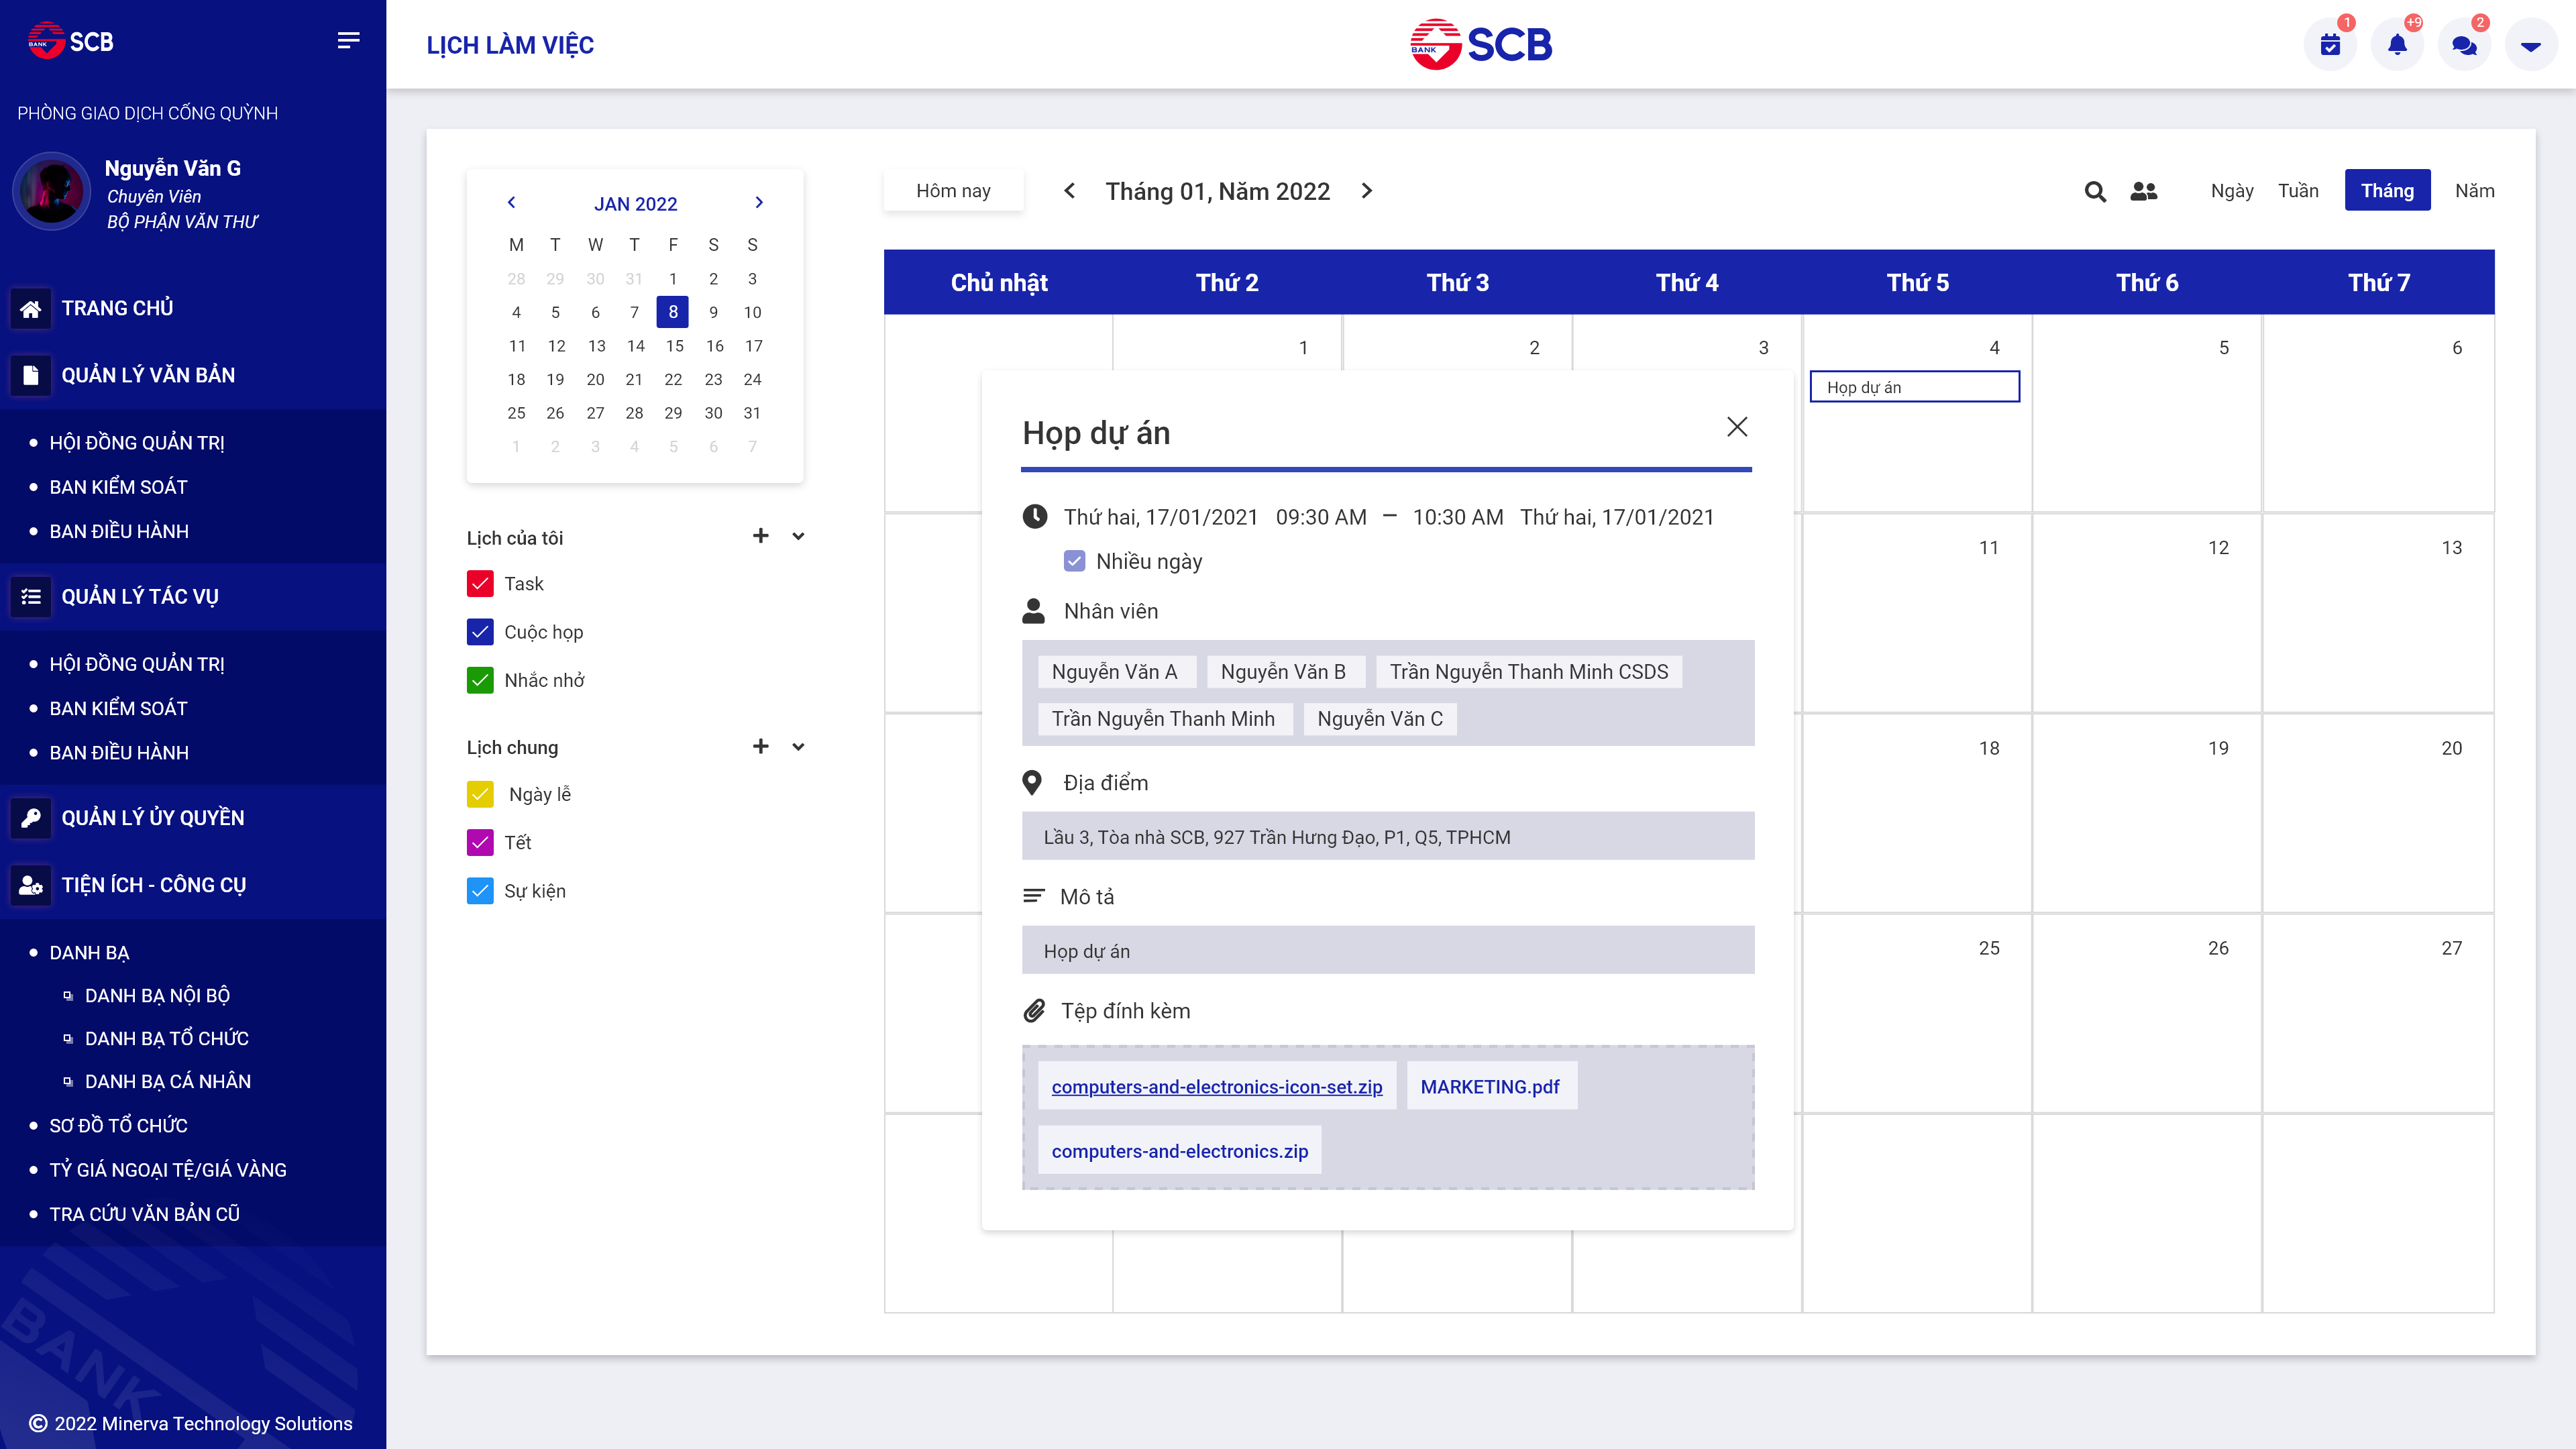 BANK SCB
PHÒNG GIAO DỊCH CỐNG QUỲNH
Nguyễn Văn G
Chuyên Viên
BỘ PHẬN VĂN THƯ
TRANG CHỦ
QUẢN LÝ VĂN BẢN
HỘI ĐỒNG QUẢN TRỊ
BAN KIỂM SOÁT
BAN ĐIỀU HÀNH
QUẢN LÝ TÁC VỤ
HỘI ĐỒNG QUẢN TRỊ
BAN KIỂM SOÁT
BAN ĐIỀU HÀNH
QUẢN LÝ ỦY QUYỀN
TIỆN ÍCH - CÔNG CỤ
DANH BẠ
DANH BẠ NỘI BỘ
DANH BẠ TỔ CHỨC
DANH BẠ CÁ NHÂN
SƠ ĐỒ TỔ CHỨC
TỶ GIÁ NGOẠI TỆ/GIÁ VÀNG
TRA CỨU VĂN BẢN CŨ
BANK
© 2022 Minerva Technology Solutions
LỊCH LÀM VIỆC
BANK SCB
1 +9 2
JAN 2022
M T W T F S S
28 29 30 31 1 2 3
4 5 6 7 8 9 10
11 12 13 14 15 16 17
18 19 20 21 22 23 24
25 26 27 28 29 30 31
1 2 3 4 5 6 7
Lịch của tôi
Task
Cuộc họp
Nhắc nhở
Lịch chung
Ngày lễ
Tết
Sự kiện
Hôm nay
Tháng 01, Năm 2022
Ngày Tuần Tháng Năm
Chủ nhật Thứ 2 Thứ 3 Thứ 4 Thứ 5 Thứ 6 Thứ 7
1 2 3 4 5 6
Họp dự án
11 12 13
18 19 20
25 26 27
Họp dự án
Thứ hai, 17/01/2021 09:30 AM – 10:30 AM Thứ hai, 17/01/2021
Nhiều ngày
Nhân viên
Nguyễn Văn A Nguyễn Văn B Trần Nguyễn Thanh Minh CSDS
Trần Nguyễn Thanh Minh Nguyễn Văn C
Địa điểm
Lầu 3, Tòa nhà SCB, 927 Trần Hưng Đạo, P1, Q5, TPHCM
Mô tả
Họp dự án
Tệp đính kèm
computers-and-electronics-icon-set.zip MARKETING.pdf
computers-and-electronics.zip